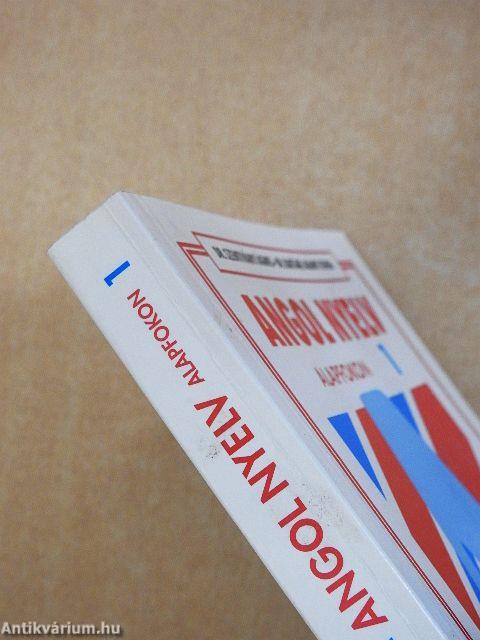 ANGOL NYELV
ALAPFOKON
1
ANGOL NYELV ALAPFOKON 1
Antikvárium.hu